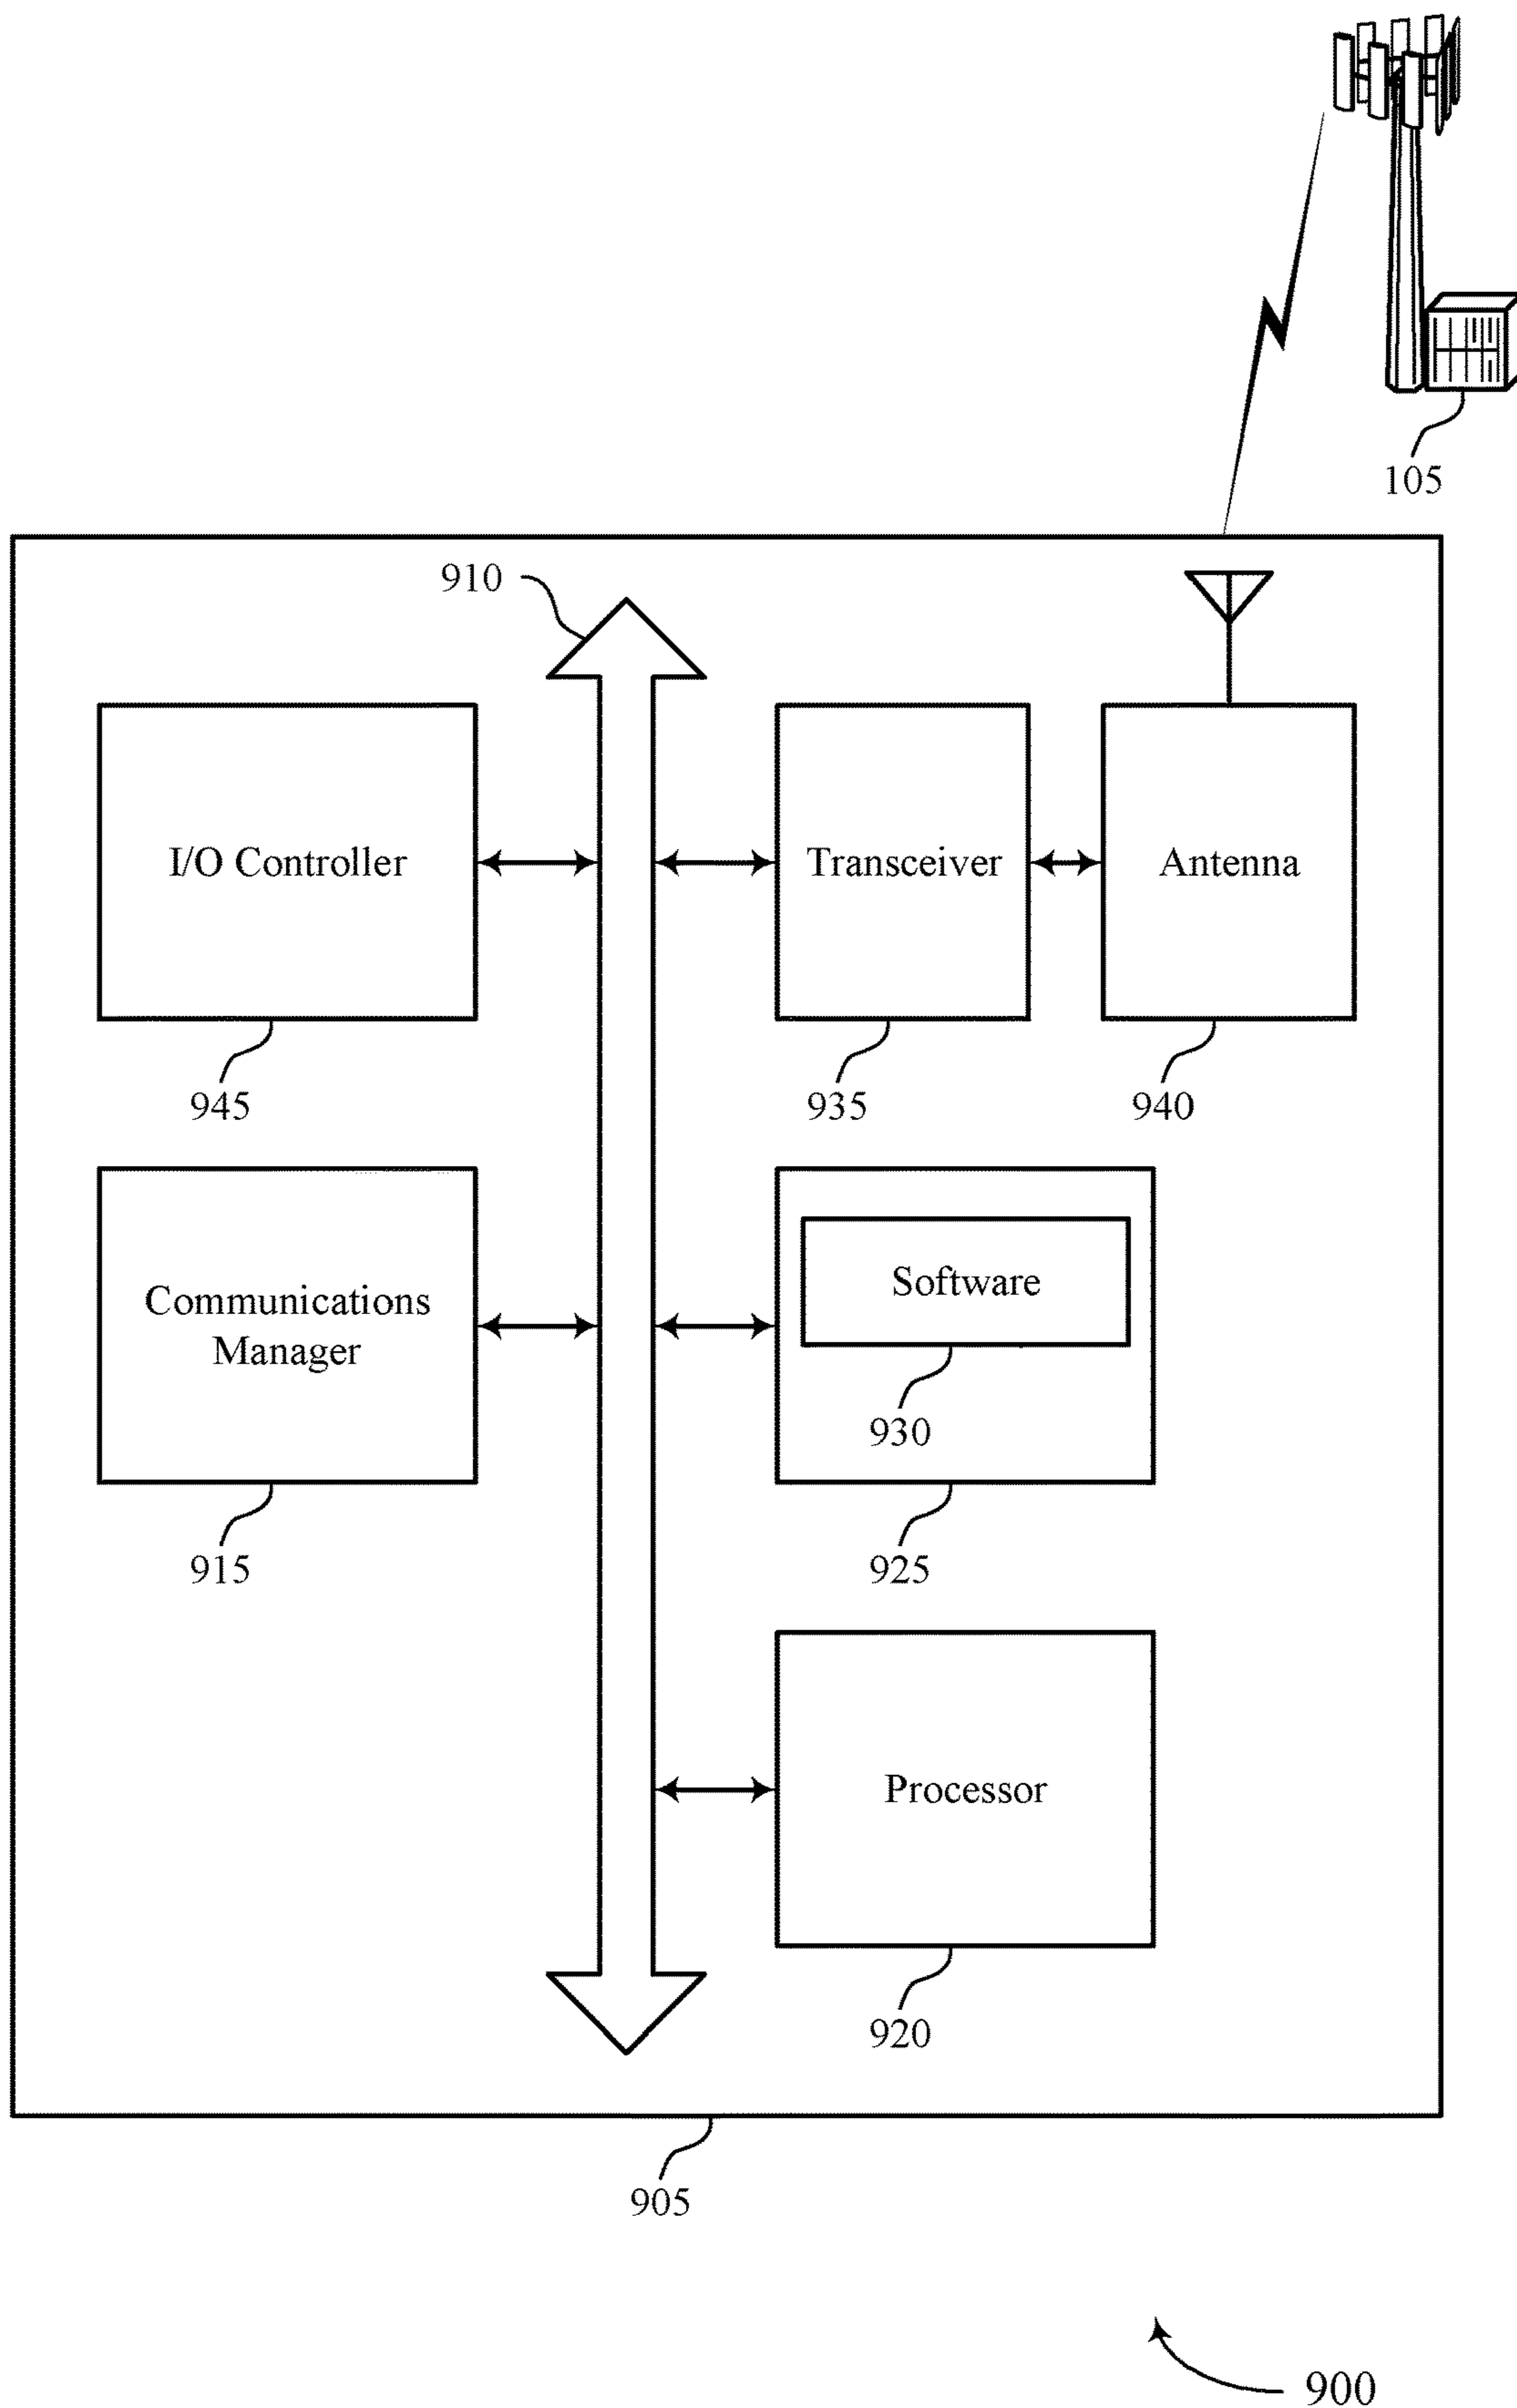 105
910
I/O Controller
Transceiver
Antenna
945
935
940
Communications
Manager
Software
930
915
925
Processor
920
905
900